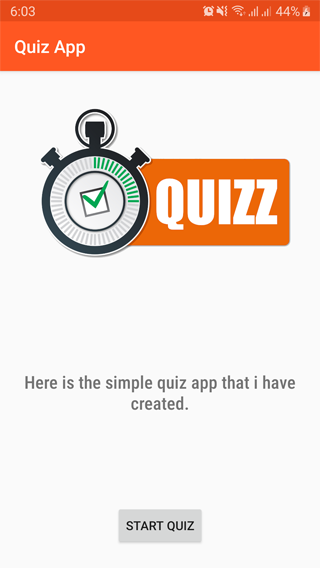 6:03
44%
Quiz App
QUIZZ
Here is the simple quiz app that i have
created.
START QUIZ